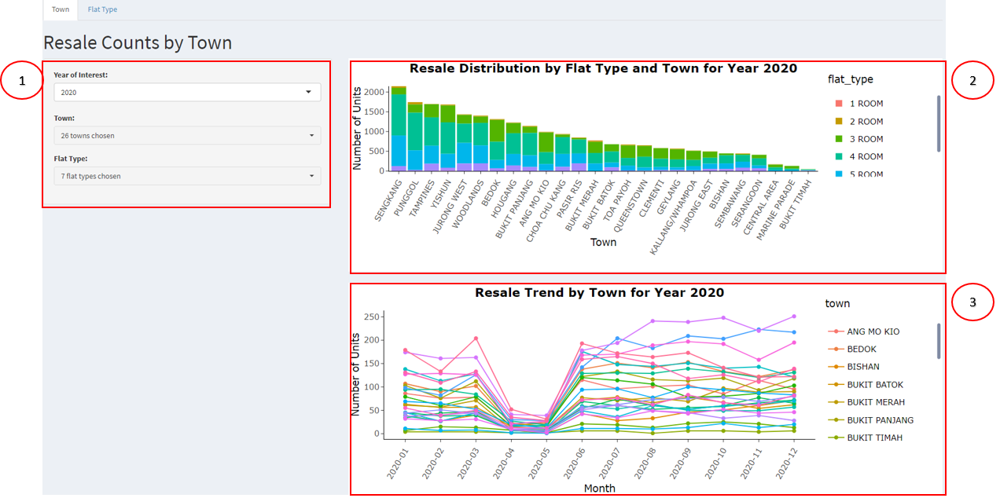 Town Flat Type
Resale Counts by Town
1
Year of Interest:
2020
Town:
26 towns chosen
Flat Type:
7 flat types chosen
2
Resale Distribution by Flat Type and Town for Year 2020
Number of Units
2000
1500
1000
500
0
SENGKANG
PUNGGOL
TAMPINES
YISHUN
JURONG WEST
WOODLANDS
BEDOK
HOUGANG
BUKIT PANJANG
ANG MO KIO
CHOA CHU KANG
PASIR RIS
BUKIT MERAH
BUKIT BATOK
TOA PAYOH
QUEENSTOWN
CLEMENTI
GEYLANG
KALLANG/WHAMPOA
JURONG EAST
BISHAN
SEMBAWANG
SERANGOON
CENTRAL AREA
MARINE PARADE
BUKIT TIMAH
Town
flat_type
1 ROOM
2 ROOM
3 ROOM
4 ROOM
5 ROOM
3
Resale Trend by Town for Year 2020
Number of Units
250
200
150
100
50
0
2020-01
2020-02
2020-03
2020-04
2020-05
2020-06
2020-07
2020-08
2020-09
2020-10
2020-11
2020-12
Month
town
ANG MO KIO
BEDOK
BISHAN
BUKIT BATOK
BUKIT MERAH
BUKIT PANJANG
BUKIT TIMAH